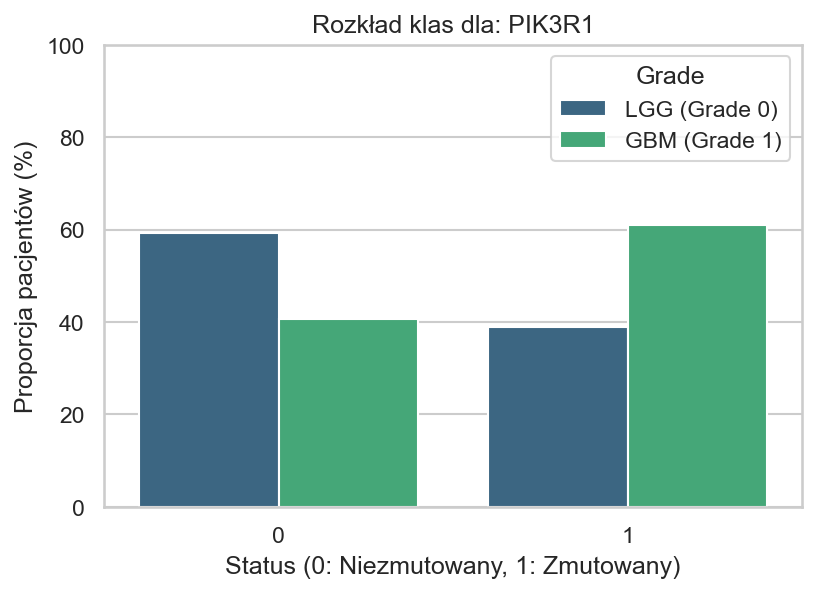 Rozkład klas dla: PIK3R1
Grade
LGG (Grade 0)
GBM (Grade 1)
Proporcja pacjentów (%)
100
80
60
40
20
0
0
1
Status (0: Niezmutowany, 1: Zmutowany)